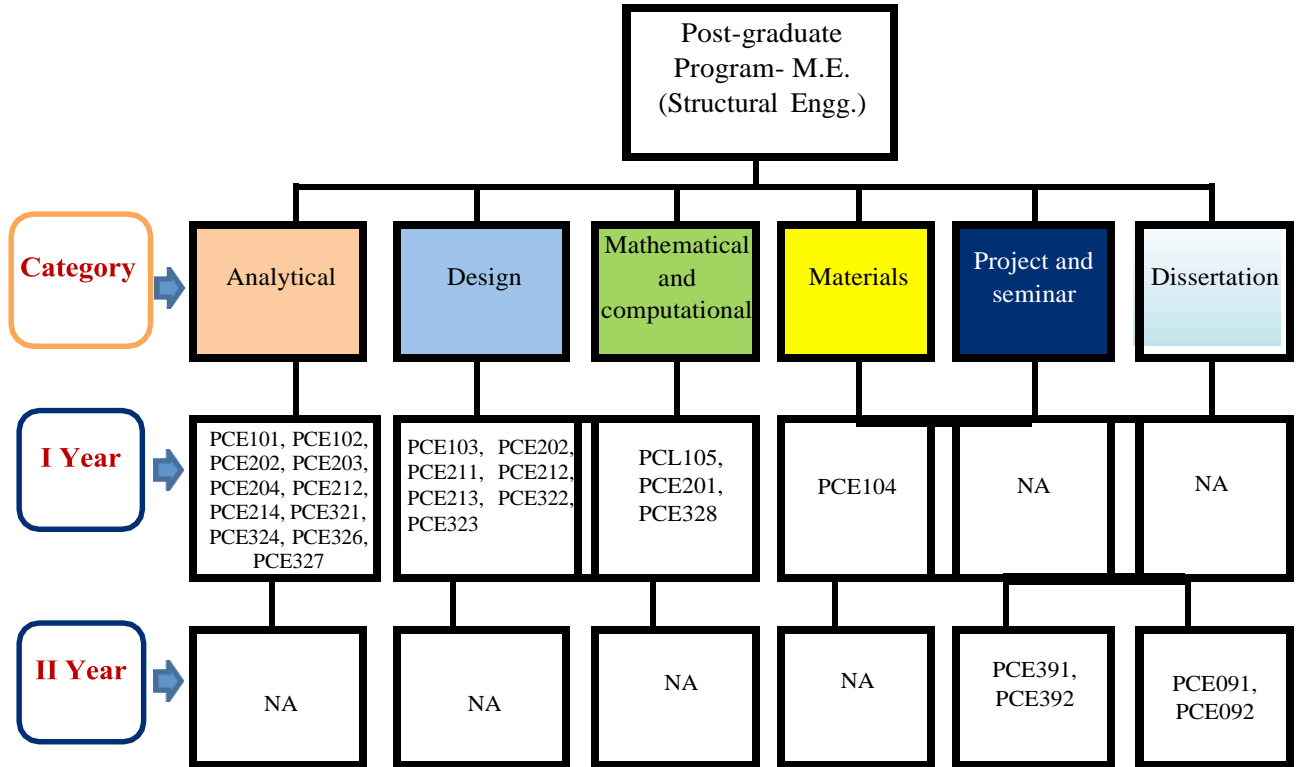 Post-graduate
Program- M.E.
(Structural Engg.)
Category
Analytical
Design
Mathematical
and
computational
Materials
Project and
seminar
Dissertation
I Year
PCE101, PCE102,
PCE202, PCE203,
PCE204, PCE212,
PCE214, PCE321,
PCE324, PCE326,
PCE327
PCE103, PCE202,
PCE211, PCE212,
PCE213, PCE322,
PCE323
PCL105,
PCE201,
PCE328
PCE104
NA
NA
II Year
NA
NA
NA
NA
PCE391,
PCE392
PCE091,
PCE092